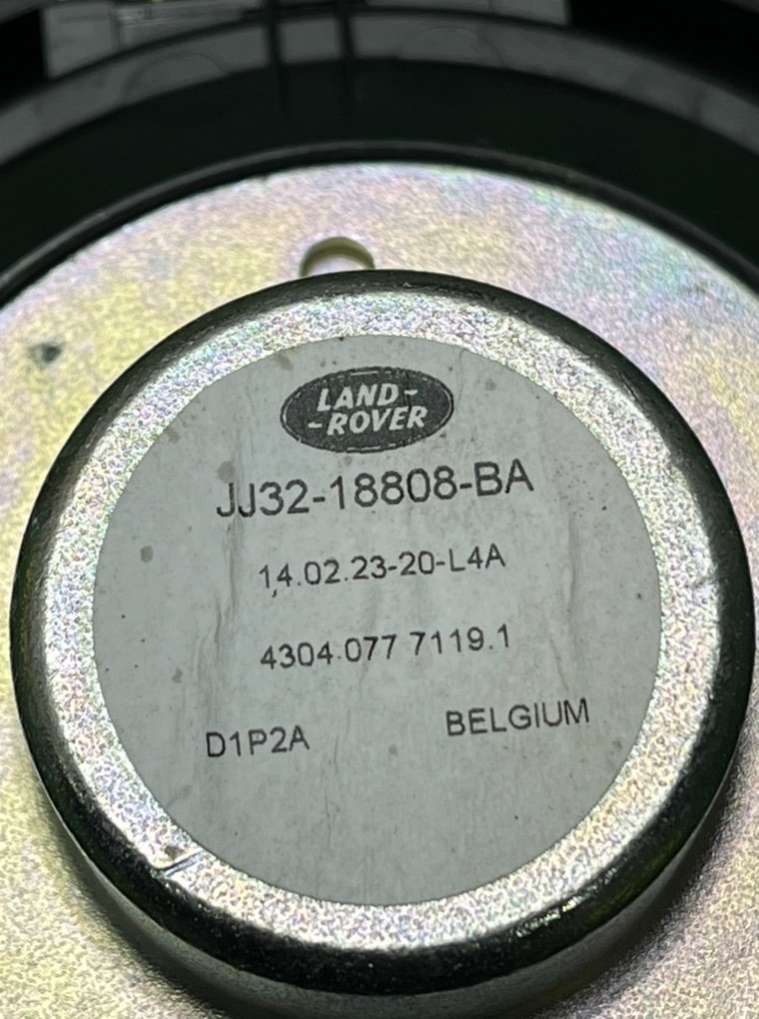 LAND-
-ROVER
JJ32-18808-BA
14.02.23-20-L4A
4304.077 7119.1
D1P2A BELGIUM